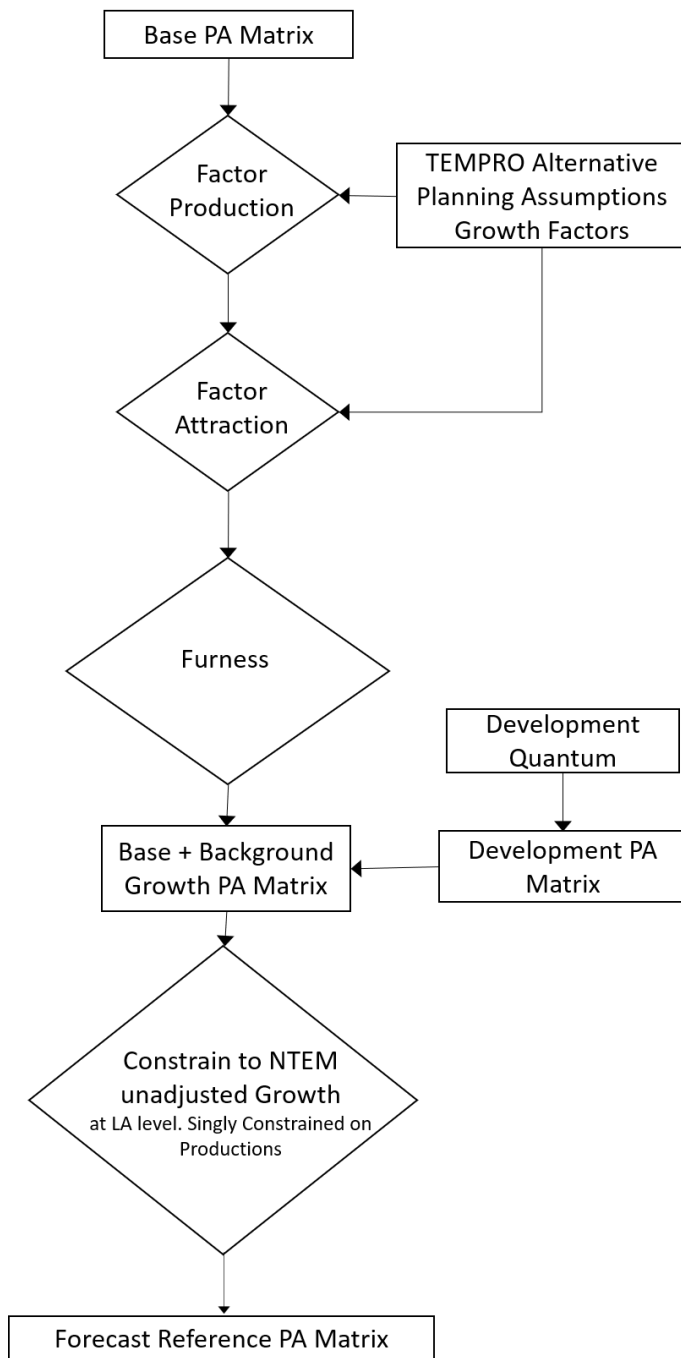 Base PA Matrix
Factor
Production
TEMPRO Alternative
Planning Assumptions
Growth Factors
Factor
Attraction
Furness
Development
Quantum
Base + Background
Growth PA Matrix
Development PA
Matrix
Constrain to NTEM
unadjusted Growth
at LA level. Singly Constrained on
Productions
Forecast Reference PA Matrix